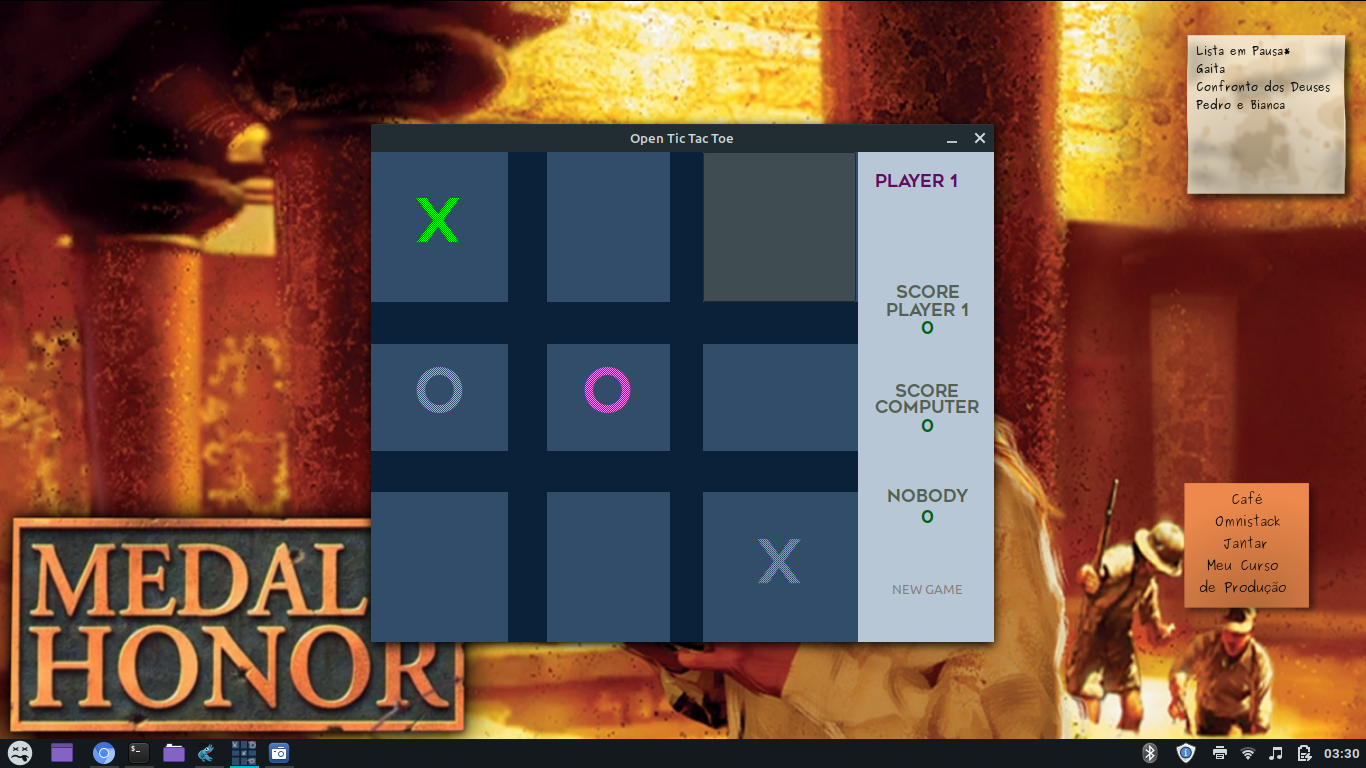 Lista em Pausa*
Gaita
Confronto dos Deuses
Pedro e Bianca
Open Tic Tac Toe
X
PLAYER 1
SCORE
PLAYER 1
0
O O
SCORE
COMPUTER
0
NOBODY
0
X
NEW GAME
Café
Omnistack
Jantar
Meu Curso
de Produção
MEDAL
HONOR
03:30